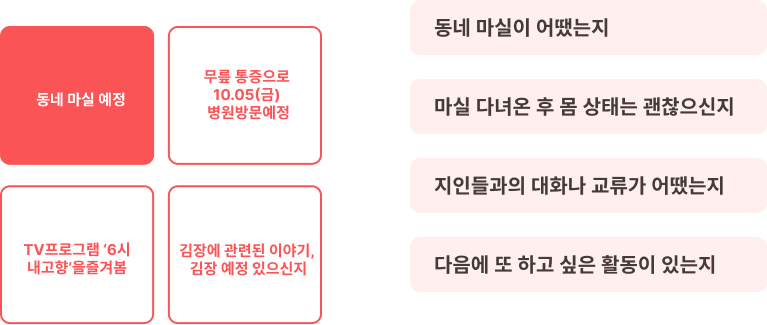 동네 마실 예정
무릎 통증으로
10.05(금)
병원방문예정
TV프로그램 ‘6시
내고향’을즐겨봄
김장에 관련된 이야기,
김장 예정 있으신지
동네 마실이 어땠는지
마실 다녀온 후 몸 상태는 괜찮으신지
지인들과의 대화나 교류가 어땠는지
다음에 또 하고 싶은 활동이 있는지